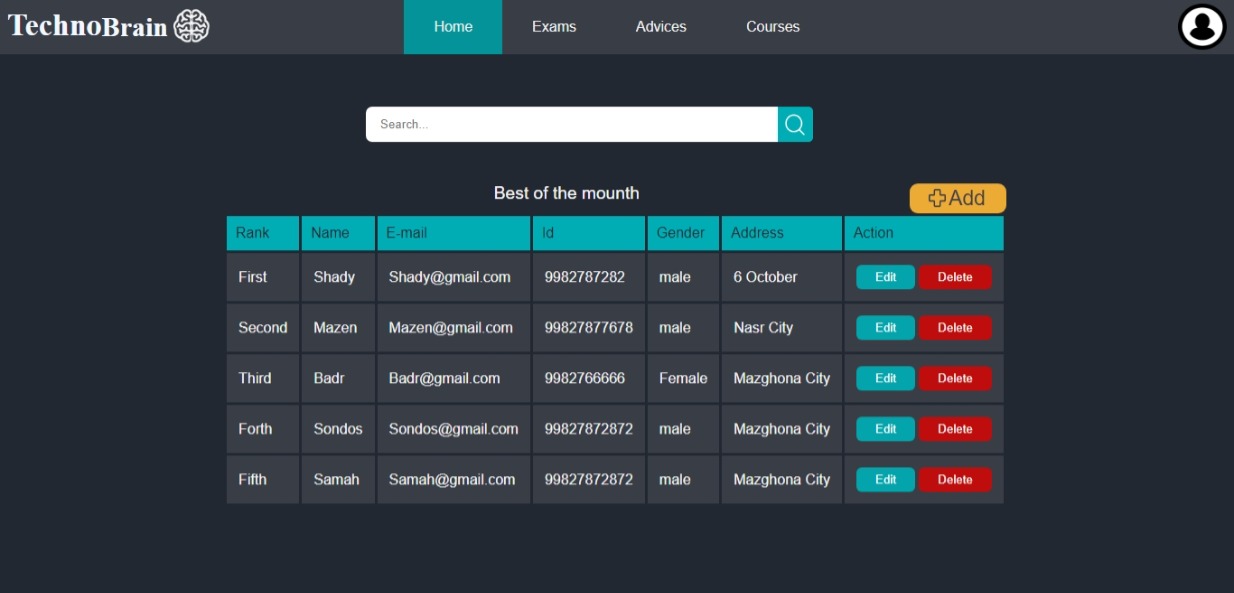 TechnoBrain Home Exams Advices Courses
Search...
Best of the mounth Add
Rank Name E-mail Id Gender Address Action
First Shady Shady@gmail.com 9982787282 male 6 October Edit Delete
Second Mazen Mazen@gmail.com 99827877678 male Nasr City Edit Delete
Third Badr Badr@gmail.com 9982766666 Female Mazghona City Edit Delete
Forth Sondos Sondos@gmail.com 99827872872 male Mazghona City Edit Delete
Fifth Samah Samah@gmail.com 99827872872 male Mazghona City Edit Delete